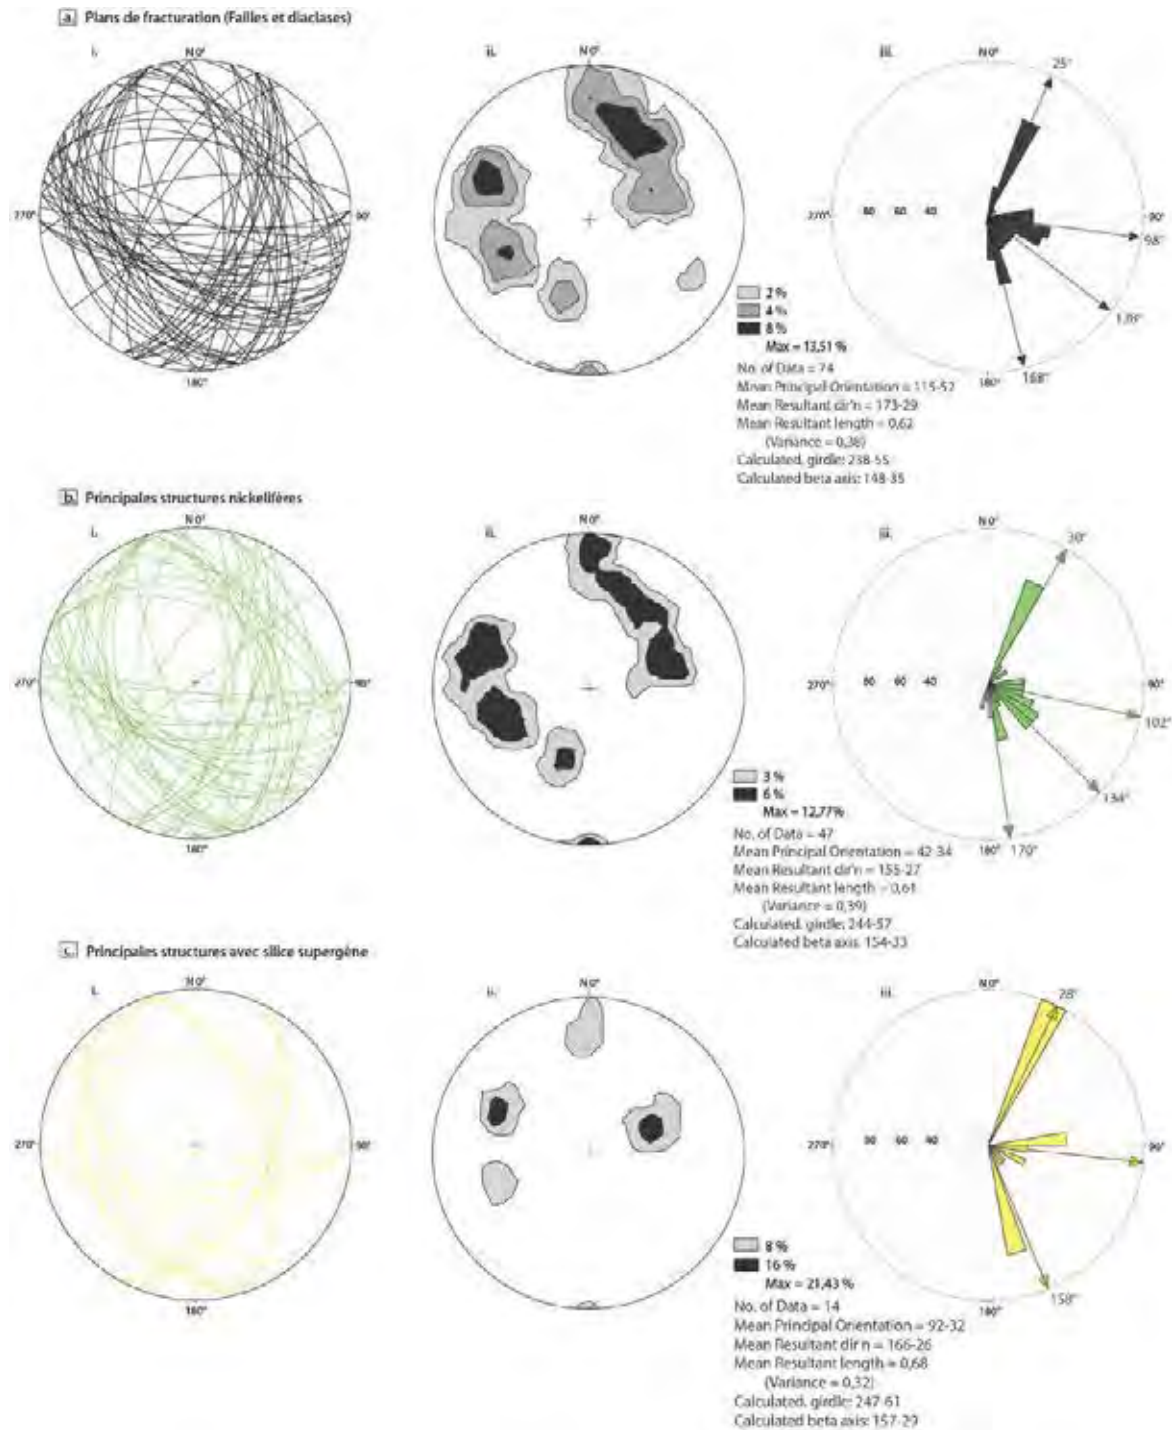 a. Plans de fracturation (Failles et diaclases)
i.
ii.
iii.
N 0°
N 0°
N 0°
25°
270°
90°
270°
80 60 40
90°
98°
180°
180°
168°
2 %
4 %
8 %
Max = 13,51 %
No. of Data = 74
Mean Principal Orientation = 115-52
Mean Resultant dir'n = 173-29
Mean Resultant length = 0,62
(Variance = 0,38)
Calculated. girdle: 238-55
Calculated beta axis: 148-35
b. Principales structures nickelifères
i.
ii.
iii.
N 0°
N 0°
N 0°
30°
270°
90°
270°
80 60 40
90°
102°
134°
180°
180°
170°
3 %
6 %
Max = 12,77%
No. of Data = 47
Mean Principal Orientation = 42-34
Mean Resultant dir'n = 155-27
Mean Resultant length = 0,61
(Variance = 0,39)
Calculated. girdle: 244-57
Calculated beta axis: 154-33
c. Principales structures avec silice supergène
i.
ii.
iii.
N 0°
N 0°
N 0°
28°
270°
90°
270°
80 60 40
180°
180°
158°
8 %
16 %
Max = 21,43 %
No. of Data = 14
Mean Principal Orientation = 92-32
Mean Resultant dir'n = 166-26
Mean Resultant length = 0,68
(Variance = 0,32)
Calculated. girdle: 247-61
Calculated beta axis: 157-29